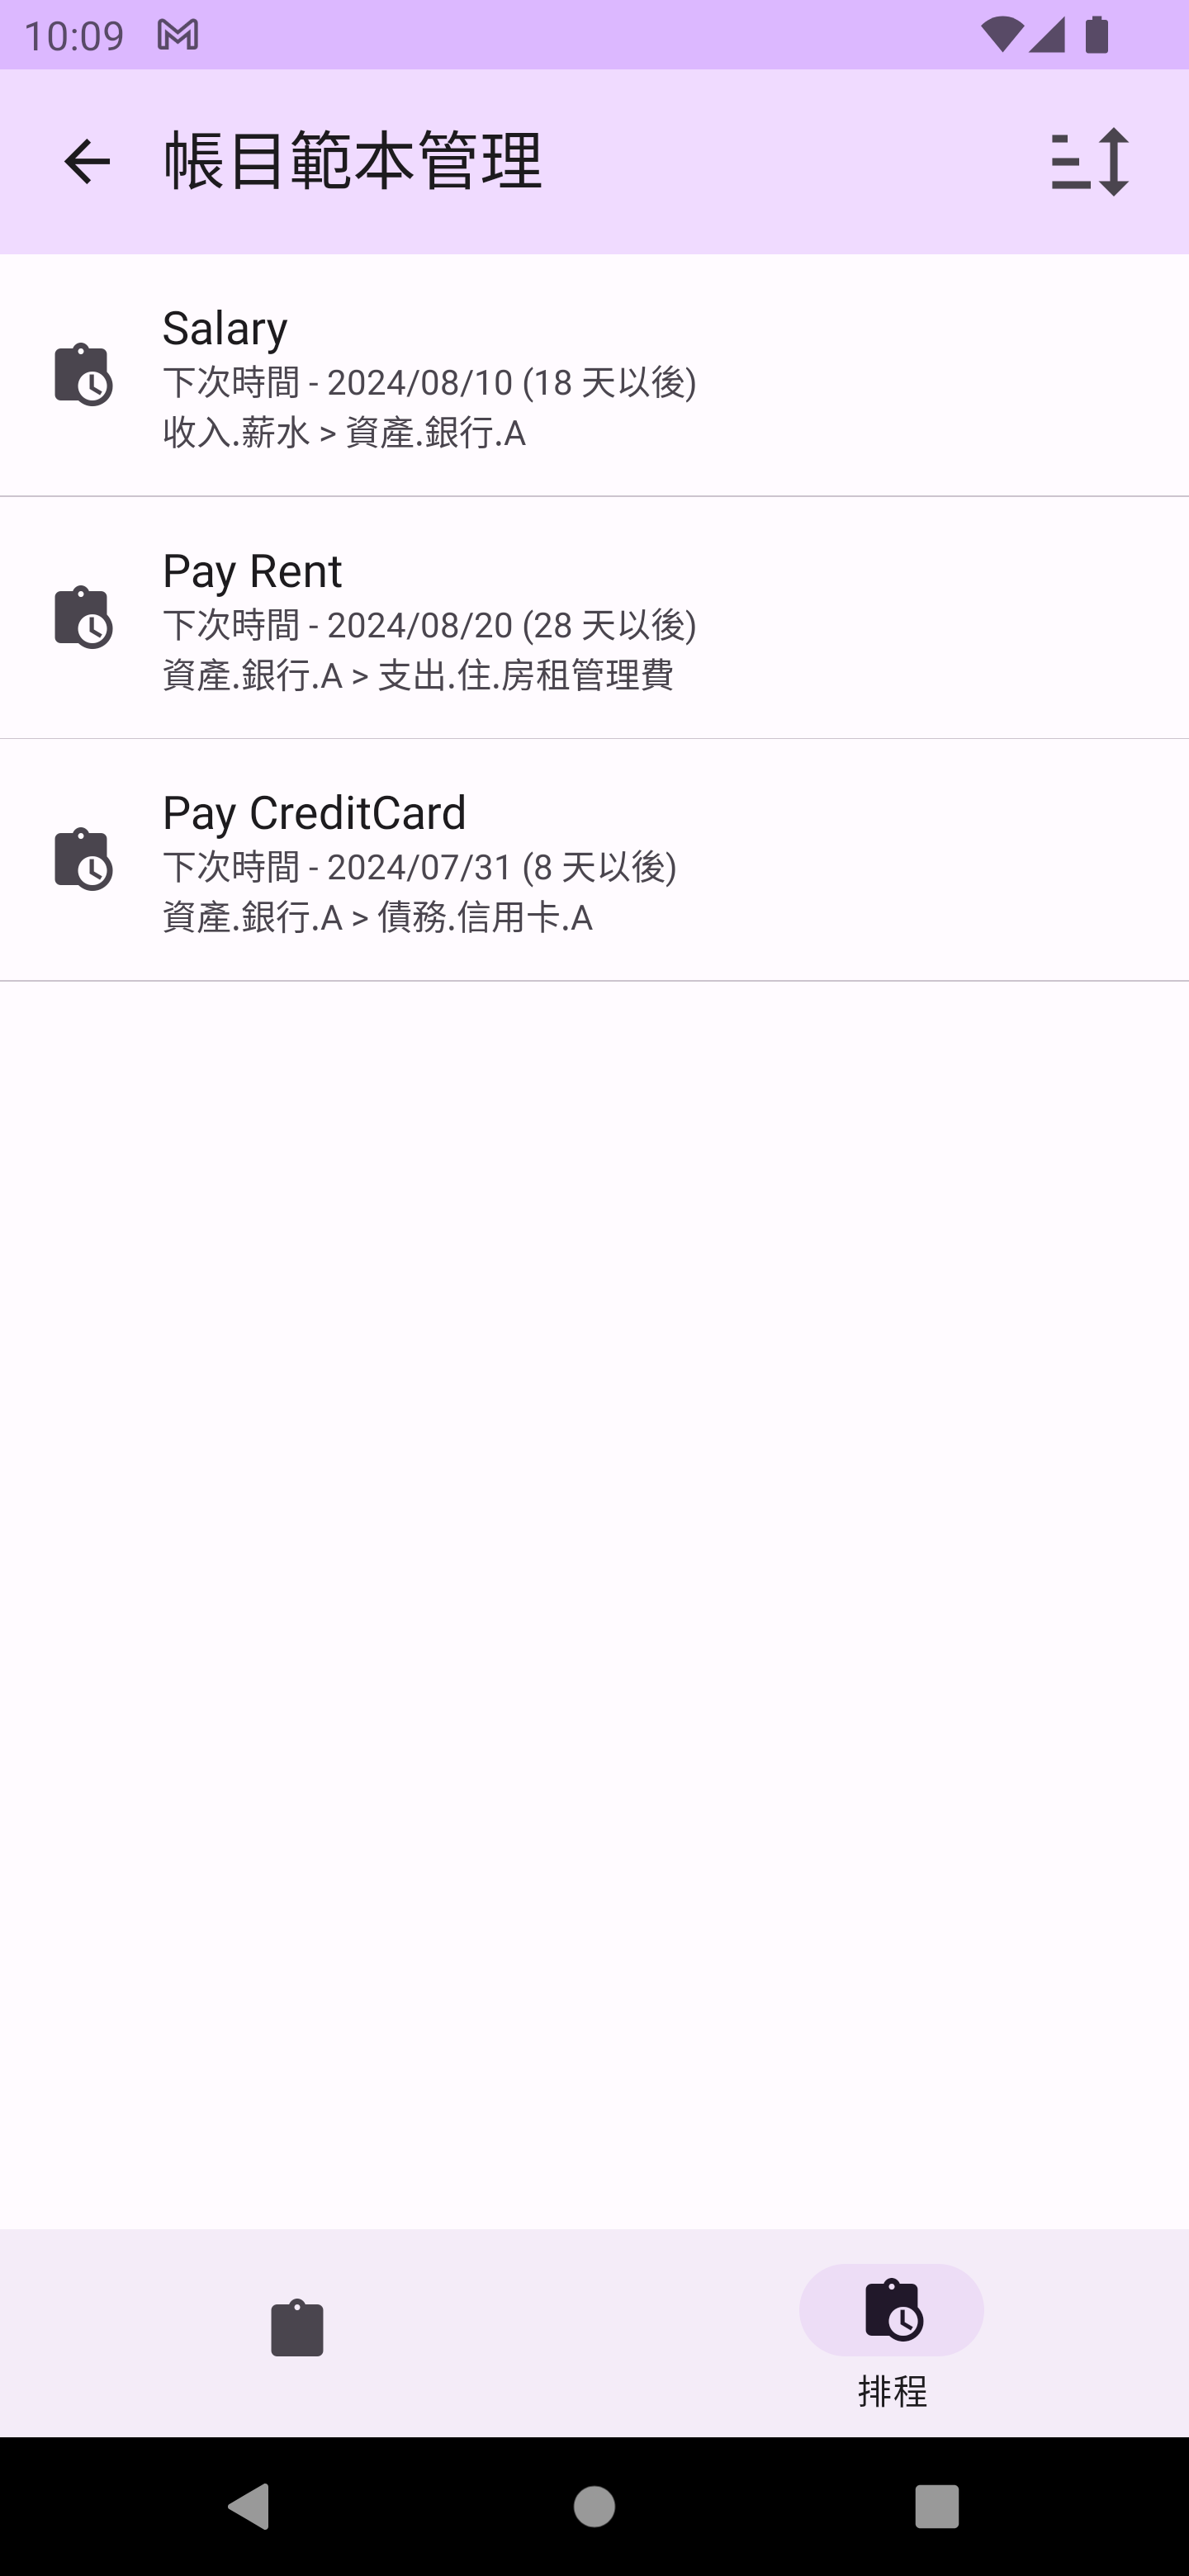 10:09
帳目範本管理
Salary
下次時間 - 2024/08/10 (18 天以後)
收入.薪水 > 資產.銀行.A
Pay Rent
下次時間 - 2024/08/20 (28 天以後)
資產.銀行.A > 支出.住.房租管理費
Pay CreditCard
下次時間 - 2024/07/31 (8 天以後)
資產.銀行.A > 債務.信用卡.A
排程